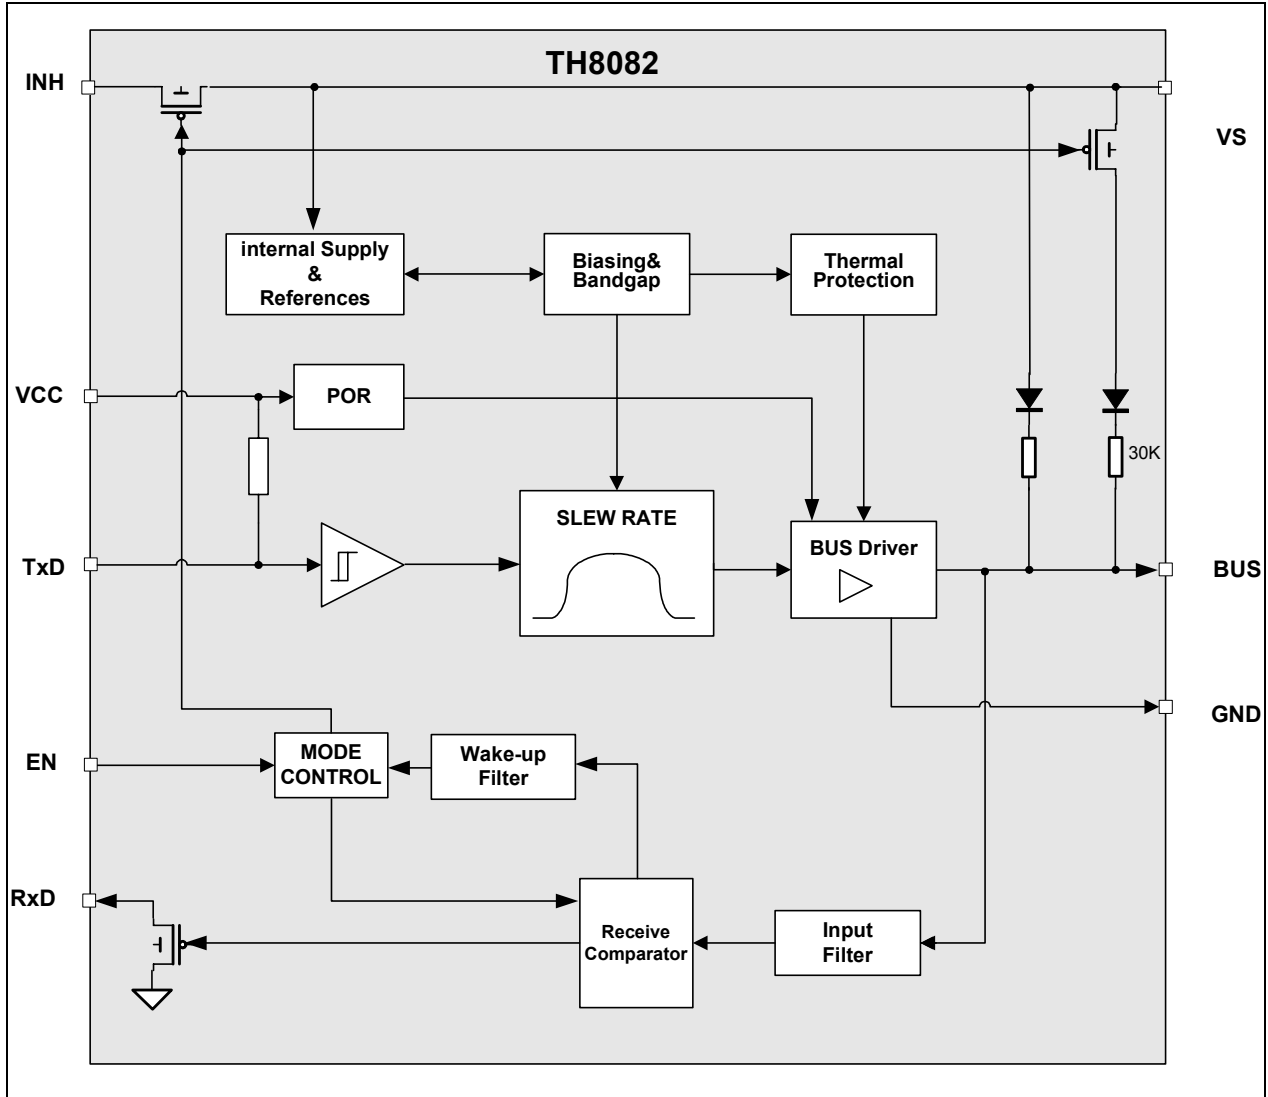 TH8082
INH
VS
internal Supply
&
References
Biasing&
Bandgap
Thermal
Protection
VCC
POR
30K
SLEW RATE
BUS Driver
TxD
BUS
GND
EN
MODE
CONTROL
Wake-up
Filter
RxD
Receive
Comparator
Input
Filter